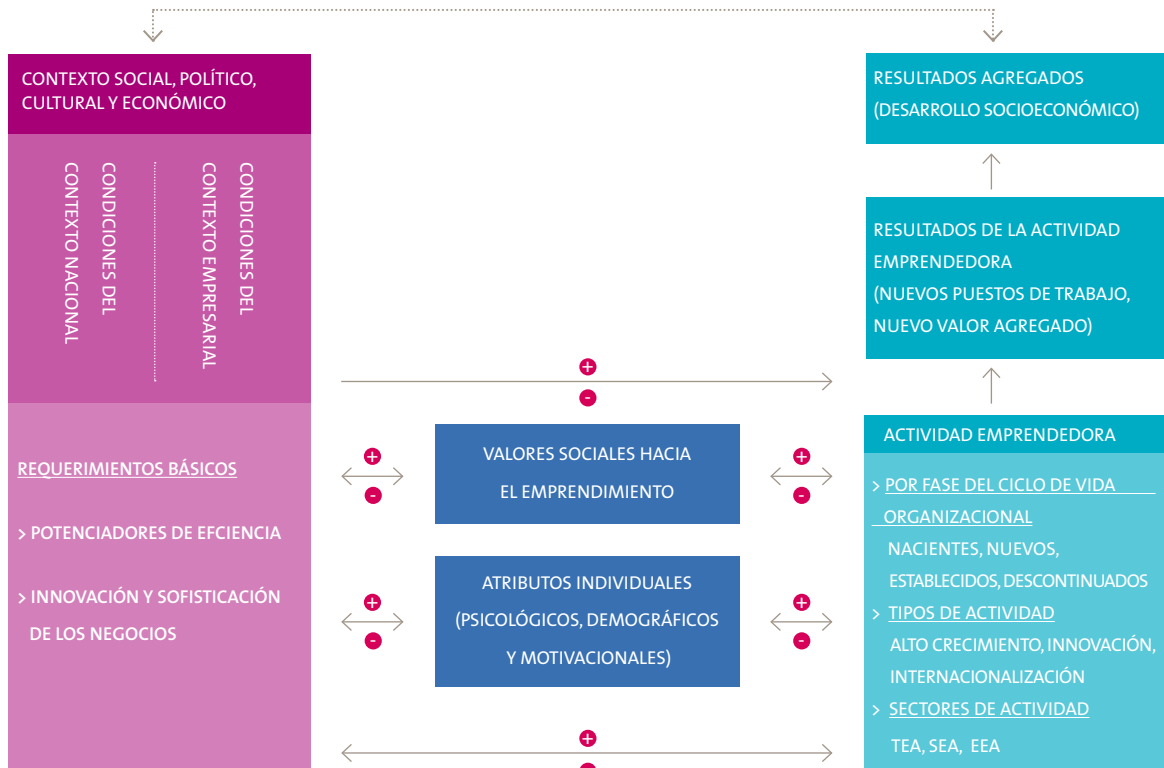 CONTEXTO SOCIAL, POLÍTICO,
CULTURAL Y ECONÓMICO
CONDICIONES DEL
CONTEXTO NACIONAL
CONDICIONES DEL
CONTEXTO EMPRESARIAL
REQUERIMIENTOS BÁSICOS
> POTENCIADORES DE EFCIENCIA
> INNOVACIÓN Y SOFISTICACIÓN
DE LOS NEGOCIOS
+
-
+
-
VALORES SOCIALES HACIA
EL EMPRENDIMIENTO
+
-
+
-
ATRIBUTOS INDIVIDUALES
(PSICOLÓGICOS, DEMOGRÁFICOS
Y MOTIVACIONALES)
+
-
+
-
RESULTADOS AGREGADOS
(DESARROLLO SOCIOECONÓMICO)
RESULTADOS DE LA ACTIVIDAD
EMPRENDEDORA
(NUEVOS PUESTOS DE TRABAJO,
NUEVO VALOR AGREGADO)
ACTIVIDAD EMPRENDEDORA
> POR FASE DEL CICLO DE VIDA
ORGANIZACIONAL
NACIENTES, NUEVOS,
ESTABLECIDOS, DESCONTINUADOS
> TIPOS DE ACTIVIDAD
ALTO CRECIMIENTO, INNOVACIÓN,
INTERNACIONALIZACIÓN
> SECTORES DE ACTIVIDAD
TEA, SEA, EEA